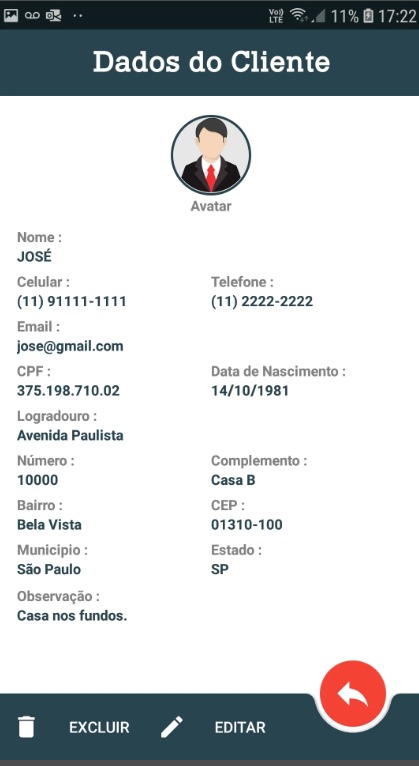 Vo))
LTE 11% 17:22
Dados do Cliente
Avatar
Nome :
JOSÉ
Celular : Telefone :
(11) 91111-1111 (11) 2222-2222
Email :
jose@gmail.com
CPF : Data de Nascimento :
375.198.710.02 14/10/1981
Logradouro :
Avenida Paulista
Número : Complemento :
10000 Casa B
Bairro : CEP :
Bela Vista 01310-100
Municipio : Estado :
São Paulo SP
Observação :
Casa nos fundos.
EXCLUIR EDITAR